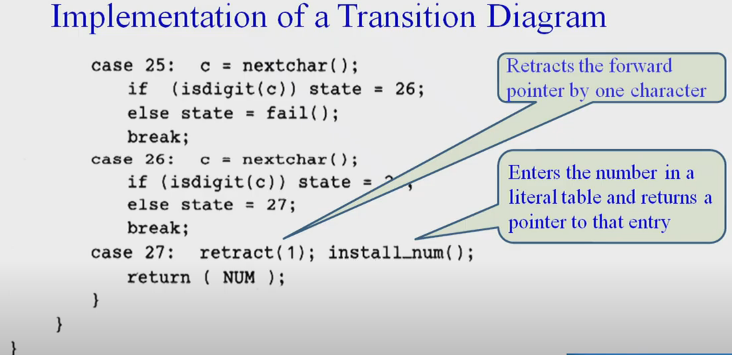 Implementation of a Transition Diagram
case 25: c = nextchar();
if (isdigit(c)) state = 26;
else state = fail();
break;
case 26: c = nextchar();
if (isdigit(c)) state = ;
else state = 27;
break;
case 27: retract(1); install_num();
return ( NUM );
}
}
}
Retracts the forward
pointer by one character
Enters the number in a
literal table and returns a
pointer to that entry